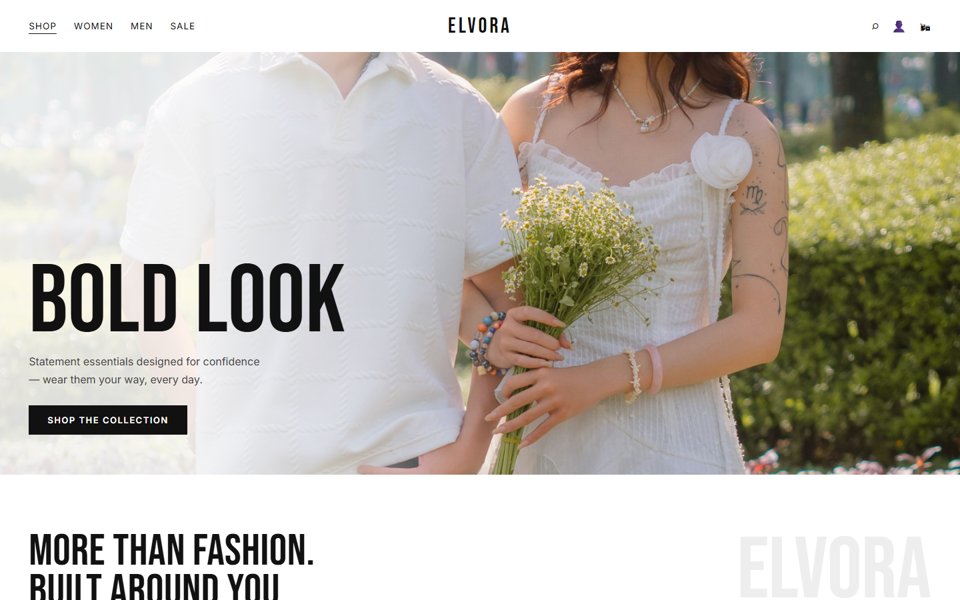 SHOP WOMEN MEN SALE
ELVORA
BOLD LOOK
Statement essentials designed for confidence
— wear them your way, every day.
SHOP THE COLLECTION
MORE THAN FASHION.
BUILT AROUND YOU
ELVORA